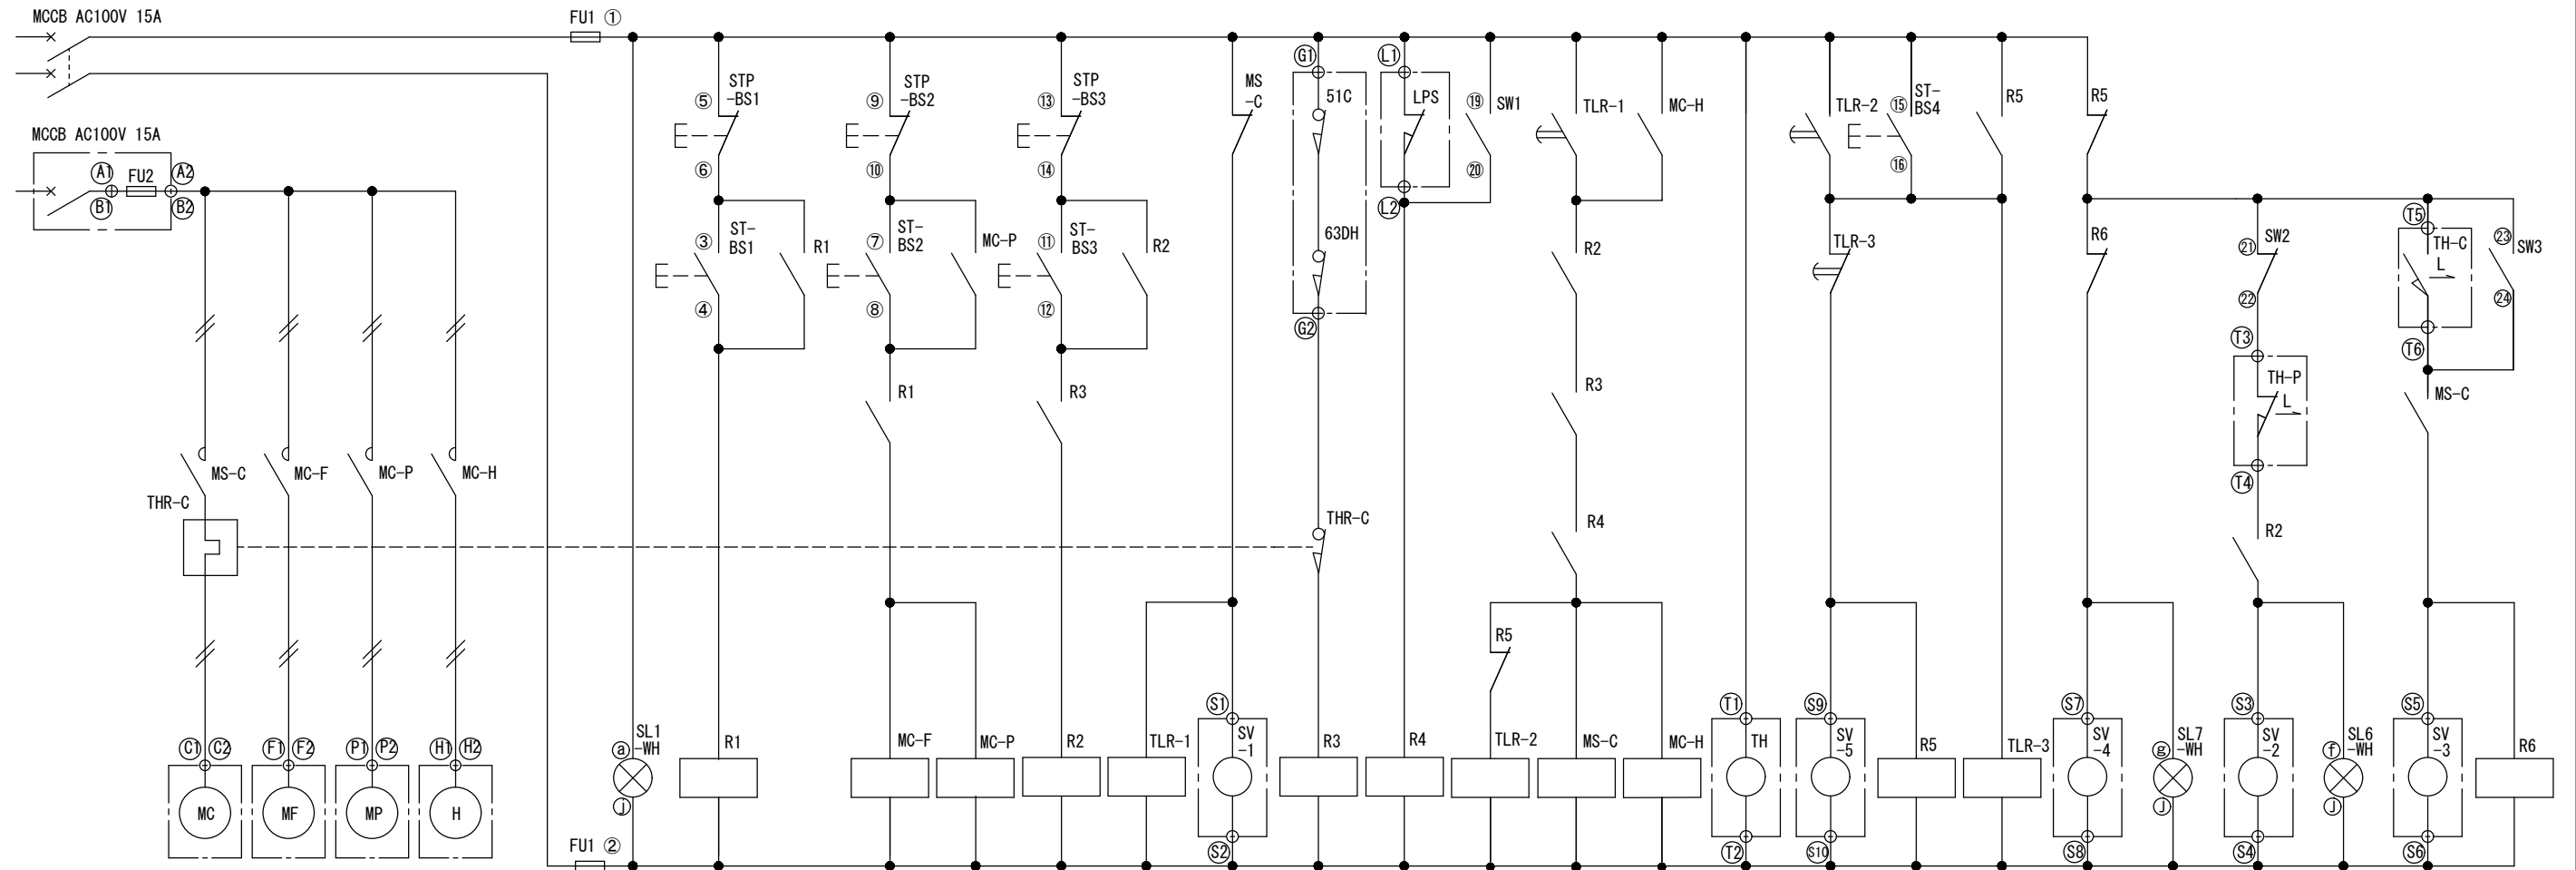 MCCB AC100V 15A
FU1 ①
MCCB AC100V 15A
A1
FU2
A2
B1
B2
STP
-BS1
⑤
⑥
STP
-BS2
⑨
⑩
STP
-BS3
⑬
⑭
MS
-C
G1
51C
63DH
G2
L1
LPS
L2
⑲
SW1
⑳
TLR-1
MC-H
TLR-2
⑮
ST-
BS4
⑯
R5
R5
③
ST-
BS1
④
R1
⑦
ST-
BS2
⑧
MC-P
⑪
ST-
BS3
⑫
R2
R2
TLR-3
R6
㉑
SW2
㉒
T5
TH-C
L
T6
㉓
SW3
㉔
T3
TH-P
L
T4
R1
R3
R3
MS-C
MS-C
MC-F
MC-P
MC-H
THR-C
THR-C
R4
R2
R5
C1
C2
MC
F1
F2
MF
P1
P2
MP
H1
H2
H
SL1
-WH
a
j
R1
MC-F
MC-P
R2
TLR-1
S1
SV
-1
S2
R3
R4
TLR-2
MS-C
MC-H
T1
TH
T2
S9
SV
-5
S10
R5
TLR-3
S7
SV
-4
S8
SL7
-WH
g
J
S3
SV
-2
S4
SL6
-WH
f
J
S5
SV
-3
S6
R6
FU1 ②